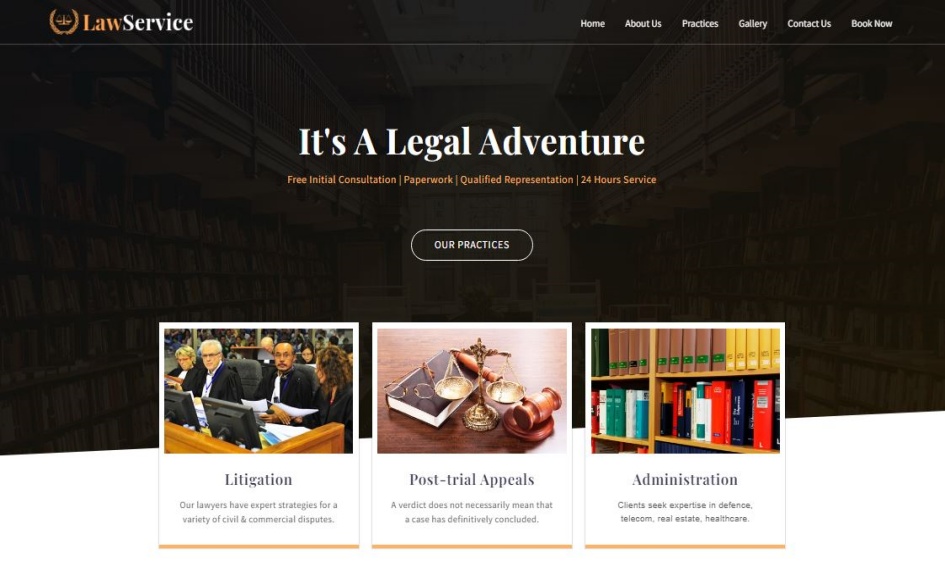 LawService
Home About Us Practices Gallery Contact Us Book Now
It's A Legal Adventure
Free Initial Consultation | Paperwork | Qualified Representation | 24 Hours Service
OUR PRACTICES
Litigation
Our lawyers have expert strategies for a
variety of civil & commercial disputes.
Post-trial Appeals
A verdict does not necessarily mean that
a case has definitively concluded.
Administration
Clients seek expertise in defence,
telecom, real estate, healthcare.